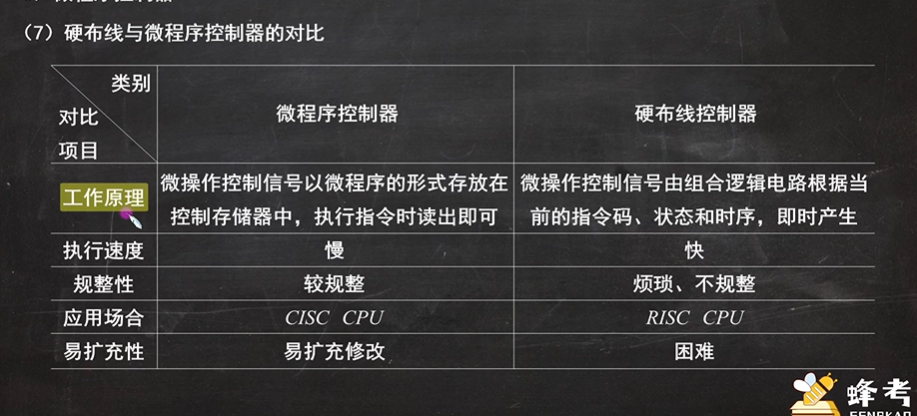 （7）硬布线与微程序控制器的对比
类别
对比
项目
微程序控制器
硬布线控制器
工作原理
微操作控制信号以微程序的形式存放在
控制存储器中，执行指令时读出即可
微操作控制信号由组合逻辑电路根据当
前的指令码、状态和时序，即时产生
执行速度
慢
快
规整性
较规整
烦琐、不规整
应用场合
CISC CPU
RISC CPU
易扩充性
易扩充修改
困难
蜂考